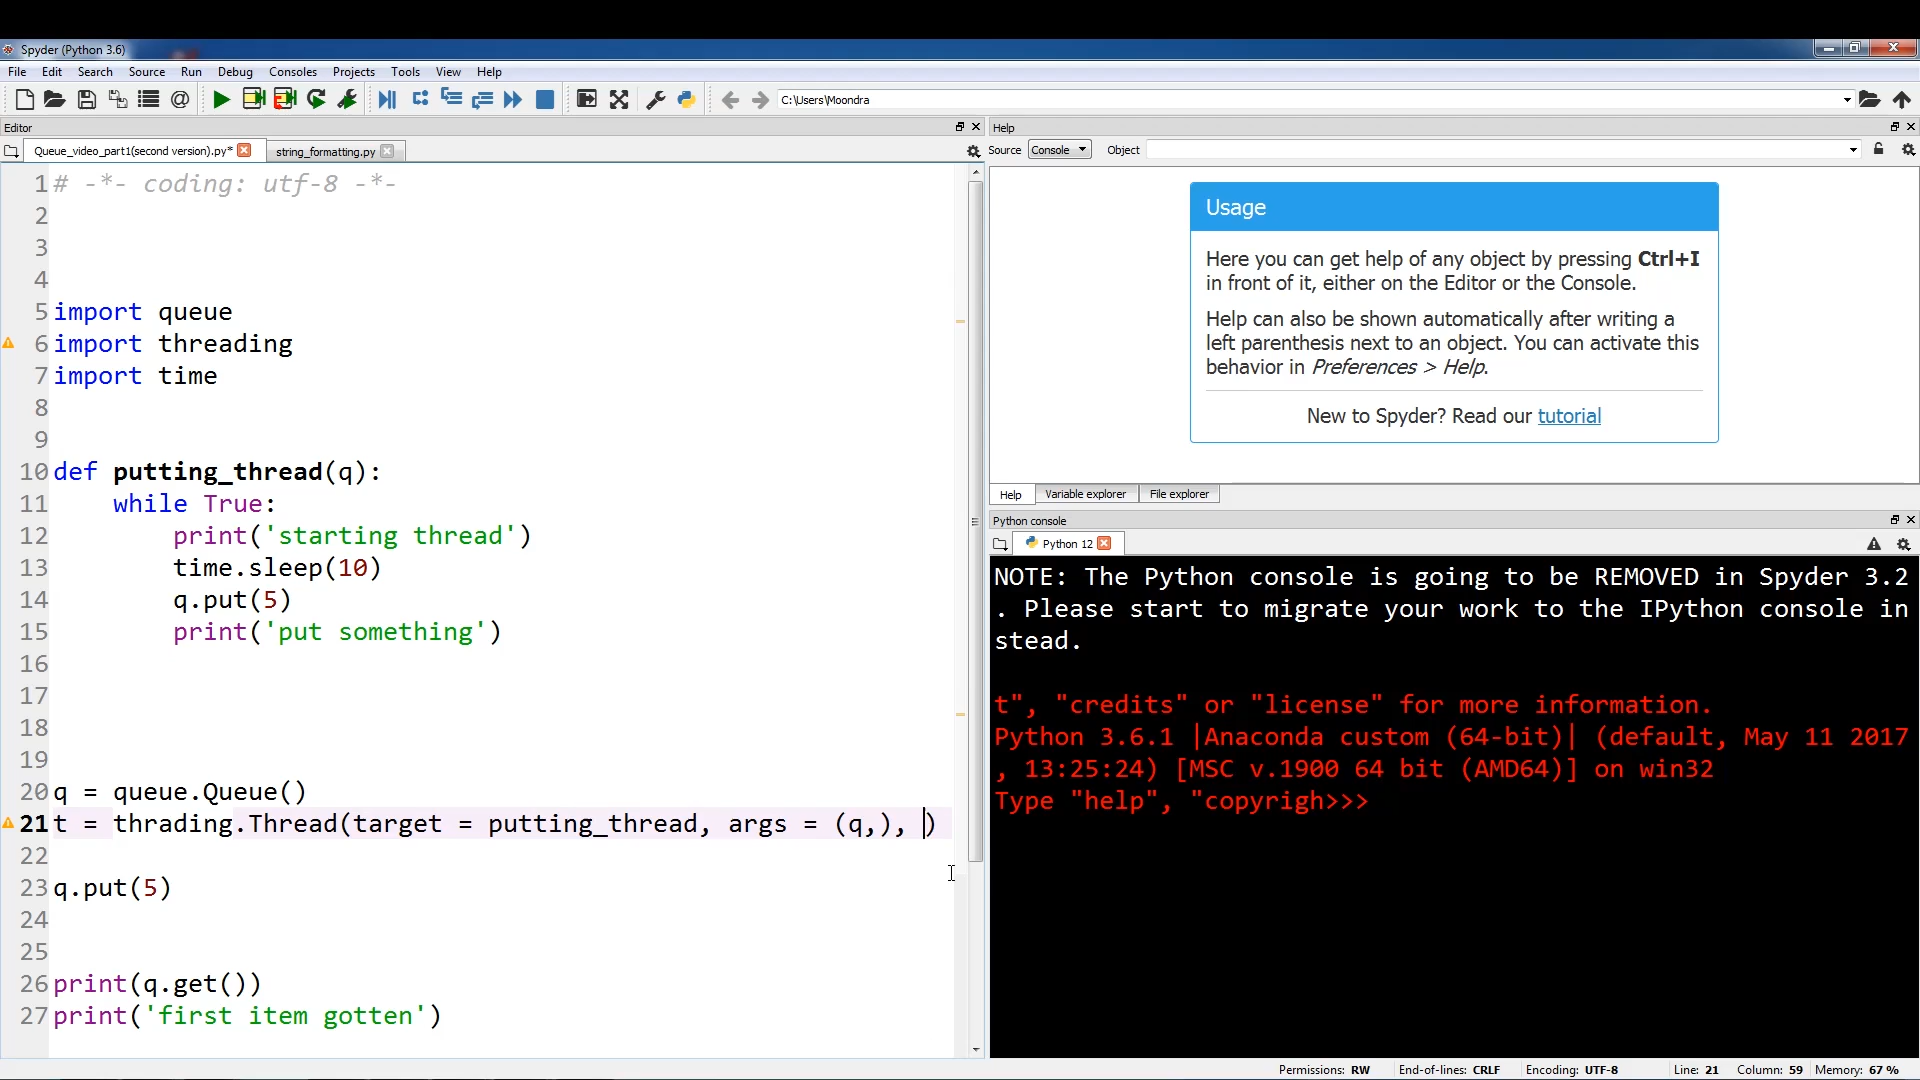 Spyder (Python 3.6)
File Edit Search Source Run Debug Consoles Projects Tools View Help
C:\Users\Moondra
Editor
Queue_video_part1(second version).py* string_formatting.py
1 # -*- coding: utf-8 -*-
2
3
4
5 import queue
6 import threading
7 import time
8
9
10 def putting_thread(q):
11 while True:
12 print('starting thread')
13 time.sleep(10)
14 q.put(5)
15 print('put something')
16
17
18
19
20 q = queue.Queue()
21 t = thrading.Thread(target = putting_thread, args = (q,), )
22
23 q.put(5)
24
25
26 print(q.get())
27 print('first item gotten')
Help
Source Console Object
Usage
Here you can get help of any object by pressing Ctrl+I
in front of it, either on the Editor or the Console.
Help can also be shown automatically after writing a
left parenthesis next to an object. You can activate this
behavior in Preferences > Help.
New to Spyder? Read our tutorial
Help Variable explorer File explorer
Python console
Python 12
NOTE: The Python console is going to be REMOVED in Spyder 3.2
. Please start to migrate your work to the IPython console in
stead.
t", "credits" or "license" for more information.
Python 3.6.1 |Anaconda custom (64-bit)| (default, May 11 2017
, 13:25:24) [MSC v.1900 64 bit (AMD64)] on win32
Type "help", "copyrigh>>>
Permissions: RW End-of-lines: CRLF Encoding: UTF-8 Line: 21 Column: 59 Memory: 67 %